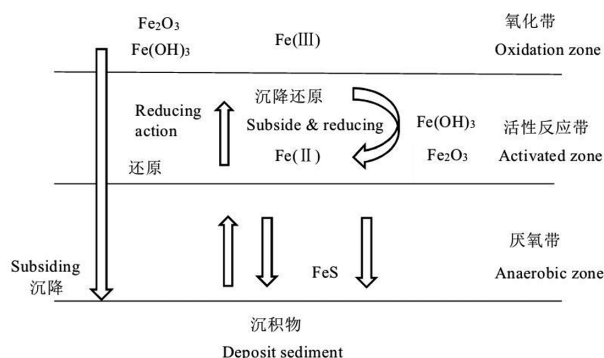 Fe₂O₃
Fe(OH)₃
Fe(Ⅲ)
氧化带
Oxidation zone
Reducing
action
还原
沉降还原
Subside & reducing
Fe(Ⅱ)
Fe(OH)₃
Fe₂O₃
活性反应带
Activated zone
Subsiding
沉降
FeS
厌氧带
Anaerobic zone
沉积物
Deposit sediment